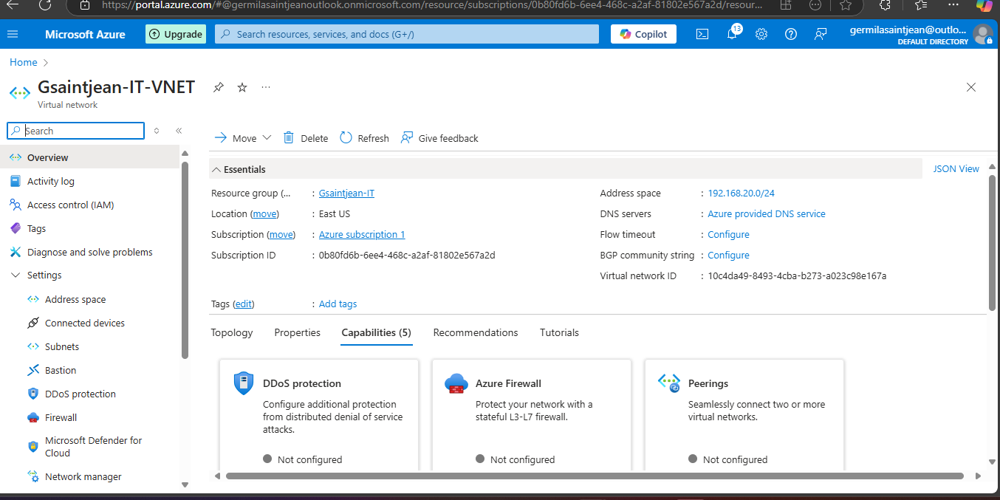 https://portal.azure.com/#@germilasaintjeanoutlook.onmicrosoft.com/resource/subscriptions/0b80fd6b-6ee4-468c-a2af-81802e567a2d/resour...
Microsoft Azure
Upgrade
Search resources, services, and docs (G+/)
Copilot
13
germilasaintjean@outlo...
DEFAULT DIRECTORY
Home
Gsaintjean-IT-VNET
Virtual network
Search
Move
Delete
Refresh
Give feedback
Overview
Activity log
Access control (IAM)
Tags
Diagnose and solve problems
Settings
Address space
Connected devices
Subnets
Bastion
DDoS protection
Firewall
Microsoft Defender for
Cloud
Network manager
Essentials
JSON View
Resource group (... : Gsaintjean-IT
Location (move) : East US
Subscription (move) : Azure subscription 1
Subscription ID : 0b80fd6b-6ee4-468c-a2af-81802e567a2d
Address space : 192.168.20.0/24
DNS servers : Azure provided DNS service
Flow timeout : Configure
BGP community string : Configure
Virtual network ID : 10c4da49-8493-4cba-b273-a023c98e167a
Tags (edit) : Add tags
Topology
Properties
Capabilities (5)
Recommendations
Tutorials
DDoS protection
Configure additional protection
from distributed denial of service
attacks.
Not configured
Azure Firewall
Protect your network with a
stateful L3-L7 firewall.
Not configured
Peerings
Seamlessly connect two or more
virtual networks.
Not configured